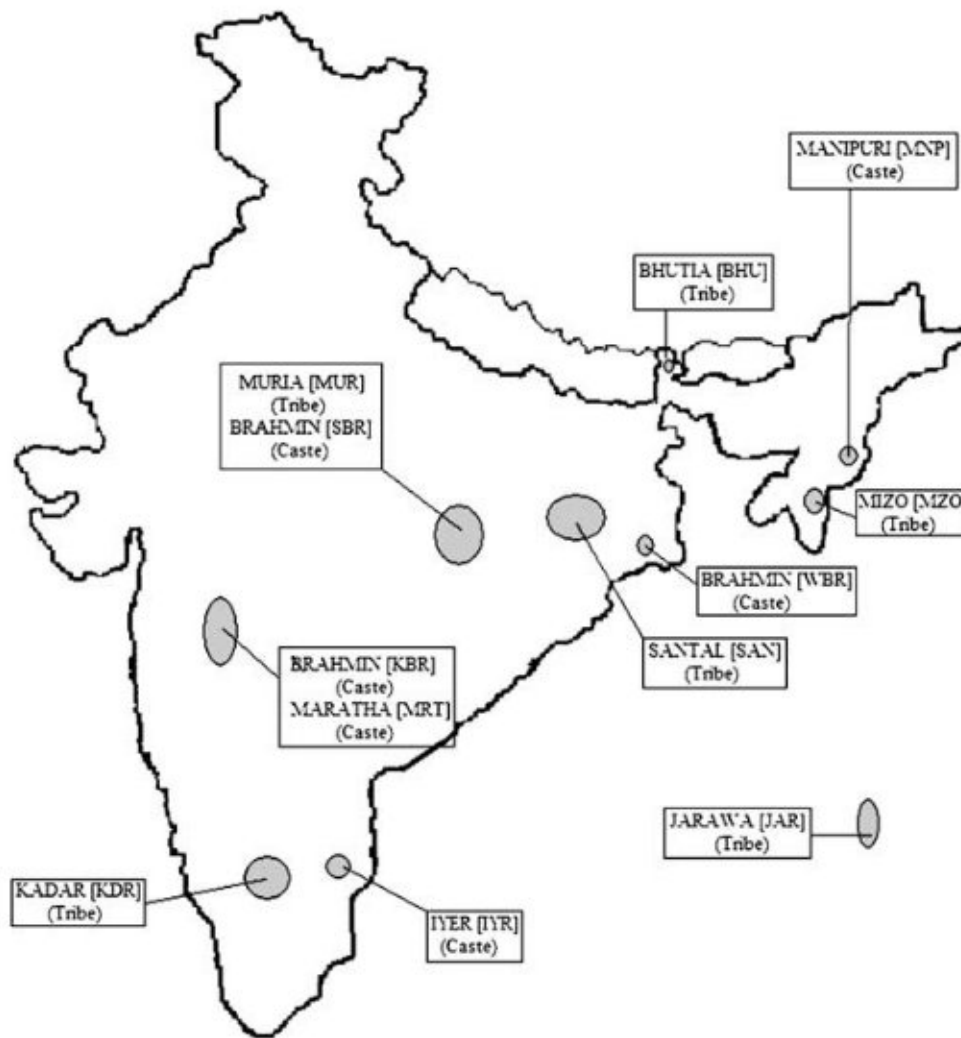 MANIPURI [MNP]
(Caste)
BHUTIA [BHU]
(Tribe)
MURIA [MUR]
(Tribe)
BRAHMIN [SBR]
(Caste)
MIZO [MZO]
(Tribe)
BRAHMIN [WBR]
(Caste)
SANTAL [SAN]
(Tribe)
BRAHMIN [KBR]
(Caste)
MARATHA [MRT]
(Caste)
JARAWA [JAR]
(Tribe)
KADAR [KDR]
(Tribe)
IYER [IYR]
(Caste)